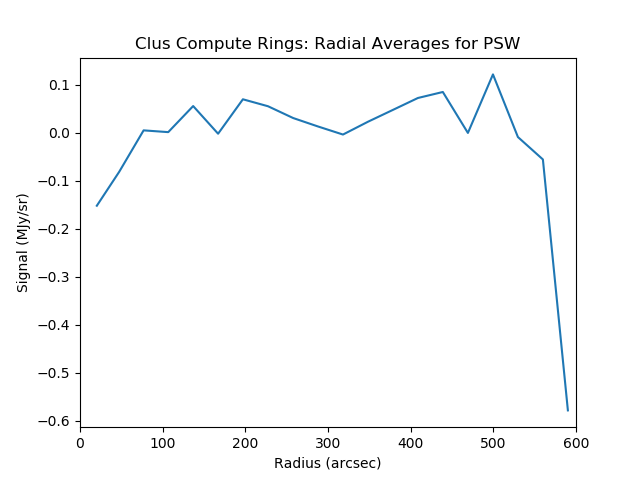 Clus Compute Rings: Radial Averages for PSW
0.1
0.0
−0.1
−0.2
−0.3
−0.4
−0.5
−0.6
Signal (MJy/sr)
0 100 200 300 400 500 600
Radius (arcsec)